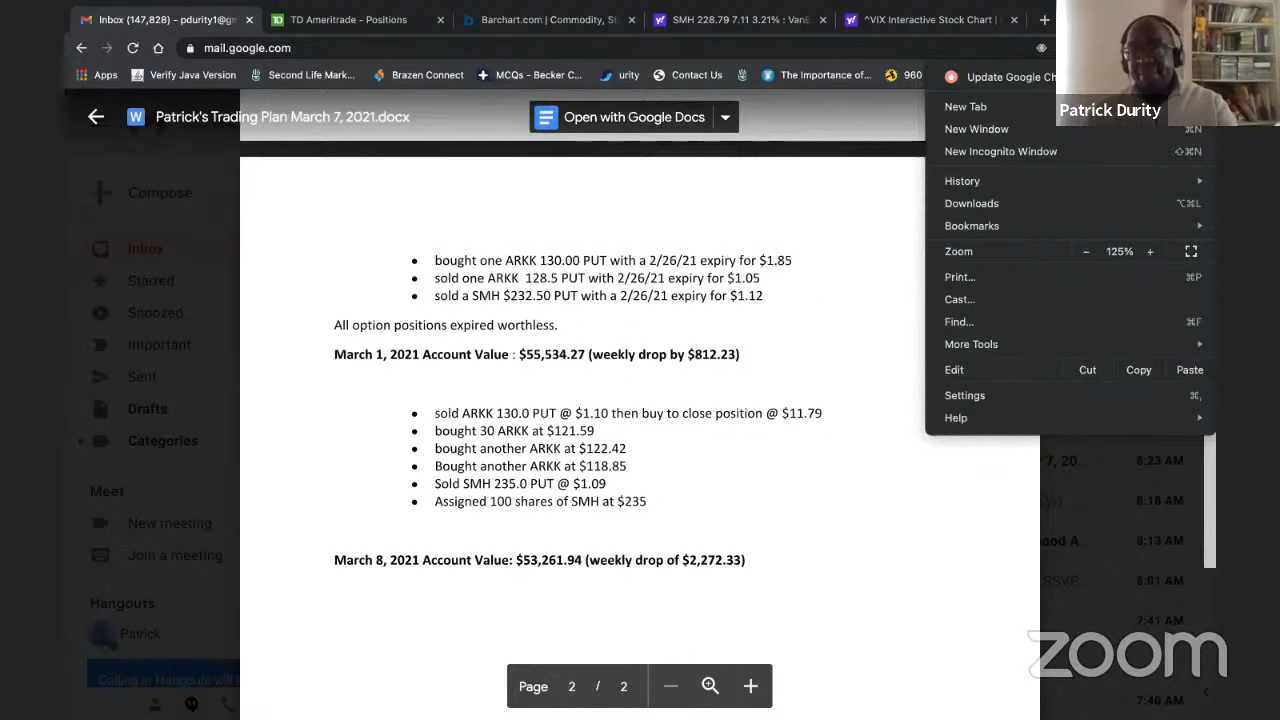 Inbox (147,828) - pdurity1@gm
TD Ameritrade - Positions
Barchart.com | Commodity, S
SMH 228.79 7.11 3.21% : VanE
^VIX Interactive Stock Chart |
mail.google.com
Apps
Verify Java Version
Second Life Mark...
Brazen Connect
MCQs - Becker C...
urity
Contact Us
The Importance of...
960
Update Google Ch
Patrick Durity
Patrick's Trading Plan March 7, 2021.docx
Open with Google Docs
New Tab
New Window ⌘N
New Incognito Window ⇧⌘N
History
Downloads ⌥⌘L
Bookmarks
Zoom - 125% +
Print... ⌘P
Cast...
Find... ⌘F
More Tools
Edit Cut Copy Paste
Settings ⌘,
Help
Compose
Inbox
Starred
Snoozed
Important
Sent
Drafts
Categories
Meet
New meeting
Join a meeting
Hangouts
Patrick
• bought one ARKK 130.00 PUT with a 2/26/21 expiry for $1.85
• sold one ARKK 128.5 PUT with 2/26/21 expiry for $1.05
• sold a SMH $232.50 PUT with a 2/26/21 expiry for $1.12
All option positions expired worthless.
March 1, 2021 Account Value : $55,534.27 (weekly drop by $812.23)
• sold ARKK 130.0 PUT @ $1.10 then buy to close position @ $11.79
• bought 30 ARKK at $121.59
• bought another ARKK at $122.42
• Bought another ARKK at $118.85
• Sold SMH 235.0 PUT @ $1.09
• Assigned 100 shares of SMH at $235
March 8, 2021 Account Value: $53,261.94 (weekly drop of $2,272.33)
7, 20... 8:23 AM
8:18 AM
ood A... 8:13 AM
RSVP 8:01 AM
7:41 AM
7:40 AM
Page 2 / 2
zoom